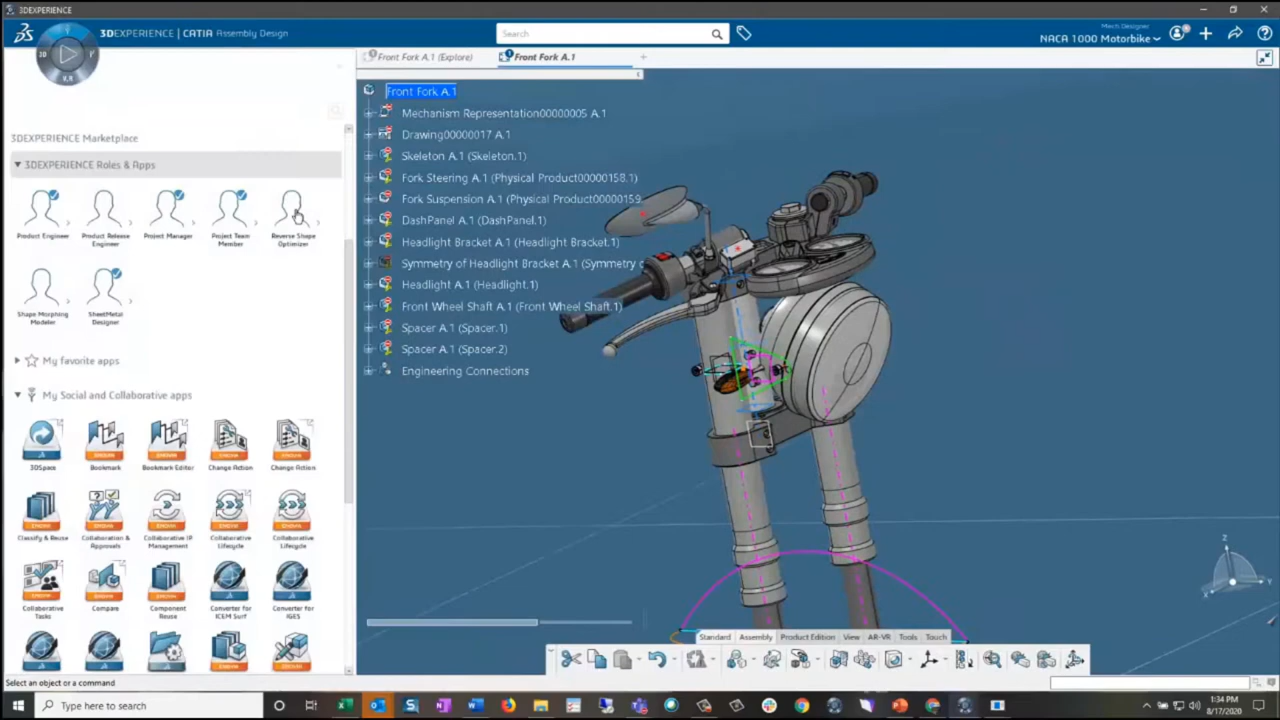 3DEXPERIENCE
3DEXPERIENCE | CATIA Assembly Design
Search
Mech Designer
NACA 1000 Motorbike
3D
V.R
Front Fork A.1 (Explore)
Front Fork A.1
3DEXPERIENCE Marketplace
3DEXPERIENCE Roles & Apps
Product Engineer
Product Release Engineer
Project Manager
Project Team Member
Reverse Shape Optimizer
Shape Morphing Modeler
SheetMetal Designer
My favorite apps
My Social and Collaborative apps
3DSpace
Bookmark
Bookmark Editor
Change Action
Change Action
Classify & Reuse
Collaboration & Approvals
Collaborative IP Management
Collaborative Lifecycle
Collaborative Lifecycle
Collaborative Tasks
Compare
Component Reuse
Converter for ICEM Surf
Converter for IGES
Front Fork A.1
Mechanism Representation00000005 A.1
Drawing00000017 A.1
Skeleton A.1 (Skeleton.1)
Fork Steering A.1 (Physical Product00000158.1)
Fork Suspension A.1 (Physical Product00000159.
DashPanel A.1 (DashPanel.1)
Headlight Bracket A.1 (Headlight Bracket.1)
Symmetry of Headlight Bracket A.1 (Symmetry o
Headlight A.1 (Headlight.1)
Front Wheel Shaft A.1 (Front Wheel Shaft.1)
Spacer A.1 (Spacer.1)
Spacer A.1 (Spacer.2)
Engineering Connections
Z
Y
X
Standard Assembly Product Edition View AR-VR Tools Touch
Select an object or a command
Type here to search
1:34 PM
8/17/2020